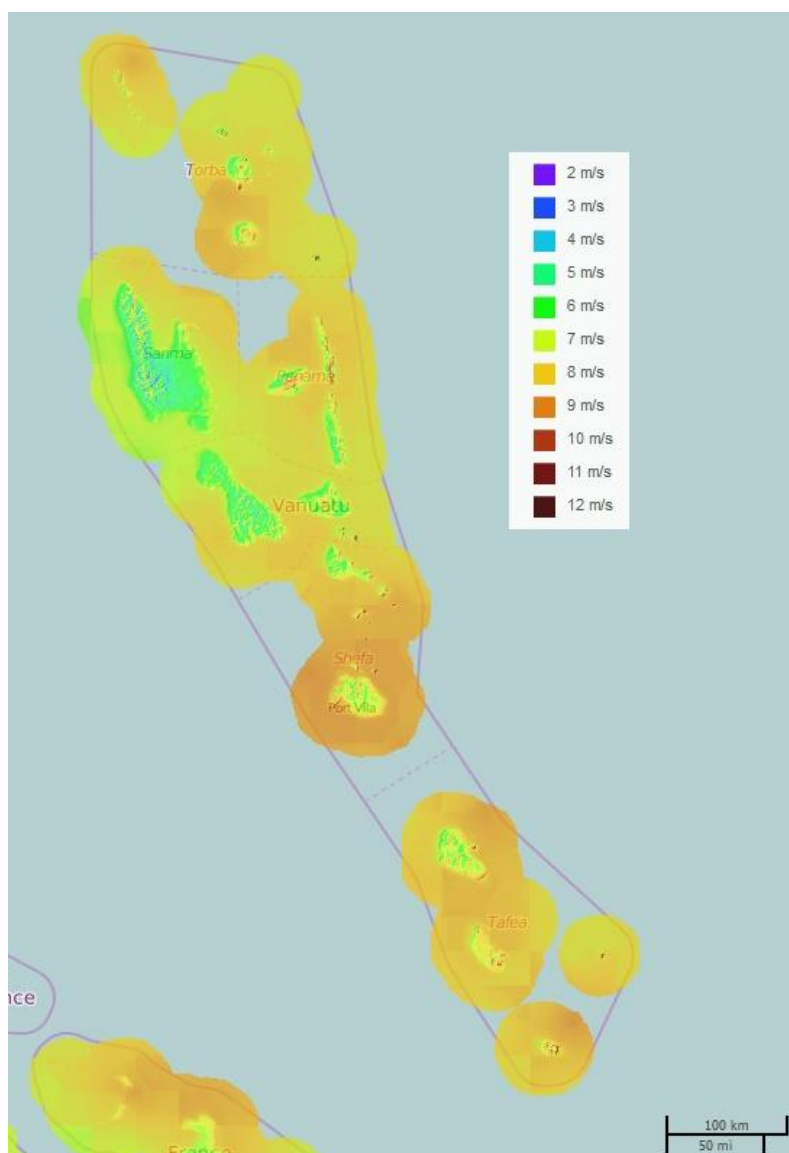 Torba
Sanma
Penama
Vanuatu
Shefa
Port Vila
Tafea
nce
France
2 m/s
3 m/s
4 m/s
5 m/s
6 m/s
7 m/s
8 m/s
9 m/s
10 m/s
11 m/s
12 m/s
100 km
50 mi